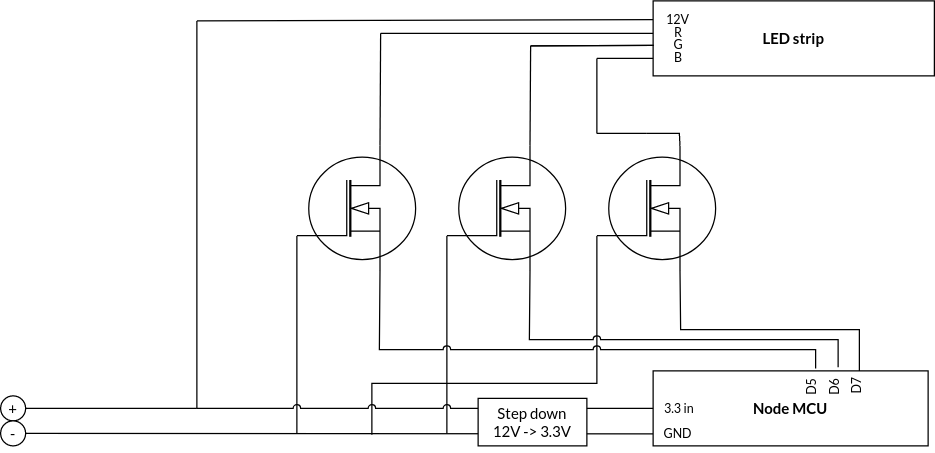 12V
R
G
B
LED strip
D5
D6
D7
+
-
Step down
12V -> 3.3V
3.3 in
Node MCU
GND